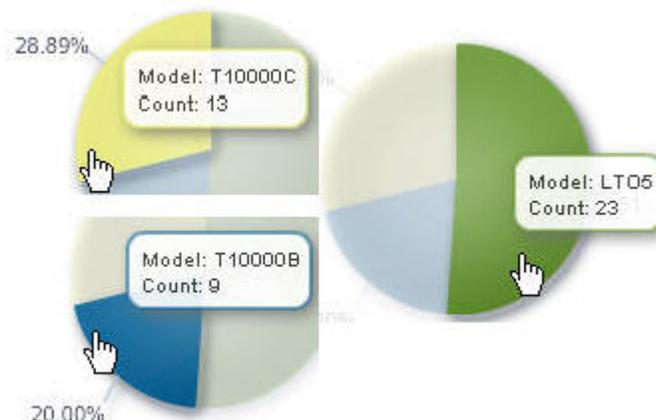 28.89%
Model: T10000C
Count: 13
Model: LTO5
Count: 23
Model: T10000B
Count: 9
20.00%